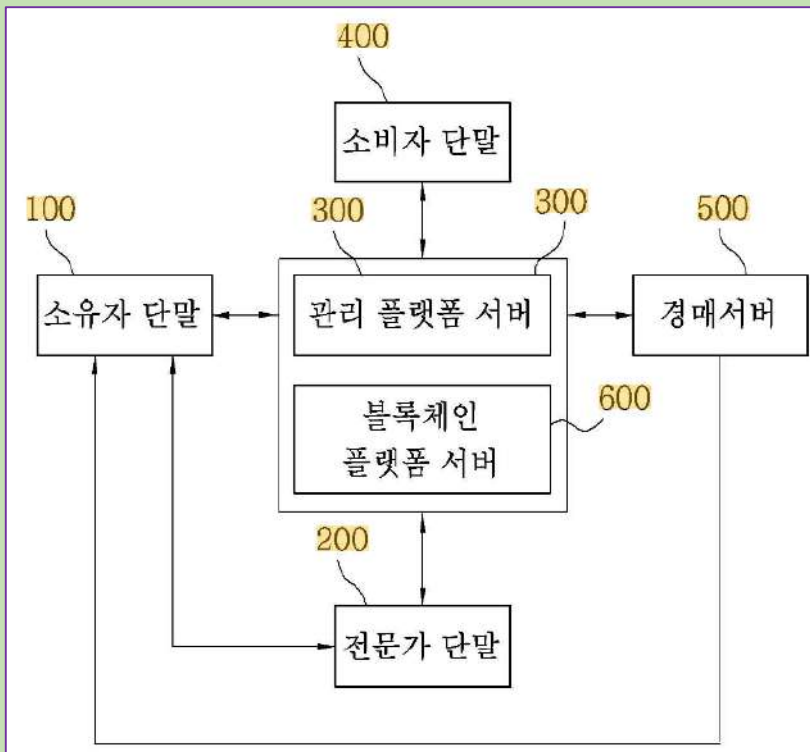 400
소비자 단말
100
300
300
500
소유자 단말
관리 플랫폼 서버
경매서버
600
블록체인
플랫폼 서버
200
전문가 단말